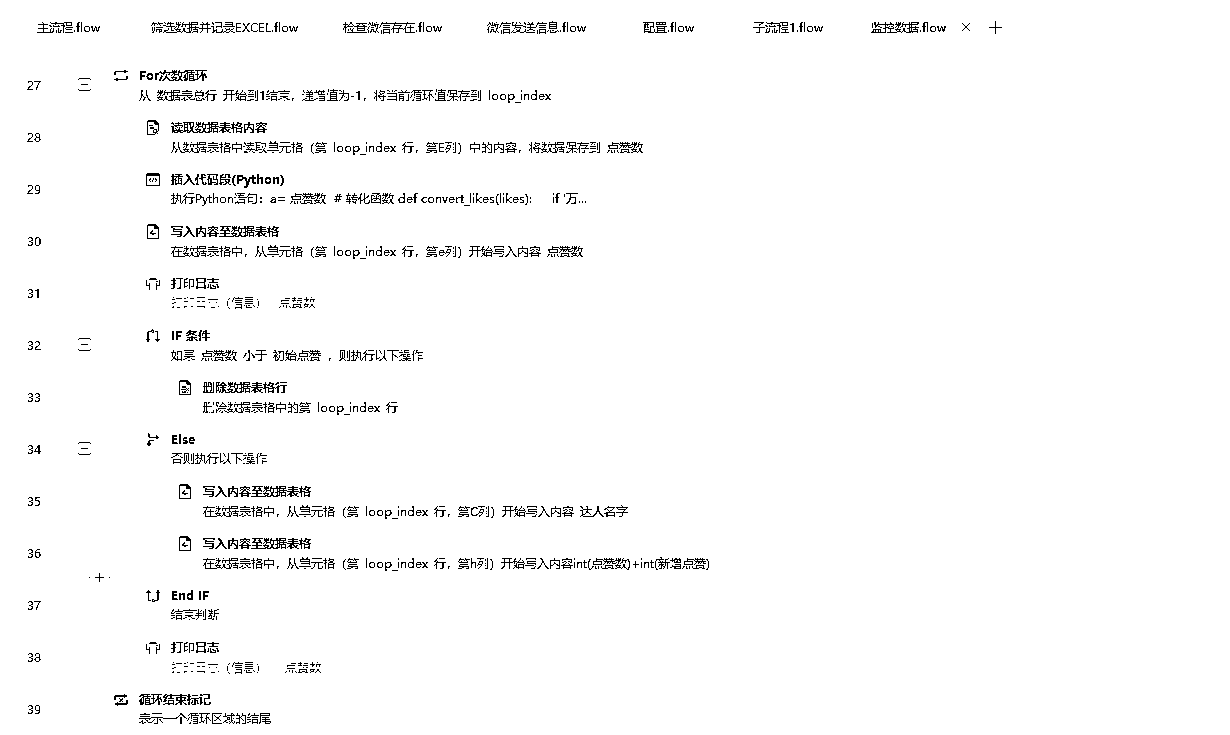 主流程.flow 筛选数据并记录EXCEL.flow 检查微信存在.flow 微信发送信息.flow 配置.flow 子流程1.flow 监控数据.flow × +
27 For次数循环
从 数据表总行 开始到1结束，递增值为-1，将当前循环值保存到 loop_index
28 读取数据表格内容
从数据表格中读取单元格（第 loop_index 行，第E列）中的内容，将数据保存到 点赞数
29 插入代码段(Python)
执行Python语句：a= 点赞数 # 转化函数 def convert_likes(likes): if '万...
30 写入内容至数据表格
在数据表格中，从单元格（第 loop_index 行，第e列）开始写入内容 点赞数
31 打印日志
打印日志（信息） 点赞数
32 IF 条件
如果 点赞数 小于 初始点赞 ，则执行以下操作
33 删除数据表格行
删除数据表格中的第 loop_index 行
34 Else
否则执行以下操作
35 写入内容至数据表格
在数据表格中，从单元格（第 loop_index 行，第C列）开始写入内容 达人名字
36 写入内容至数据表格
在数据表格中，从单元格（第 loop_index 行，第h列）开始写入内容int(点赞数)+int(新增点赞)
37 End IF
结束判断
38 打印日志
打印日志（信息） 点赞数
39 循环结束标记
表示一个循环区域的结尾